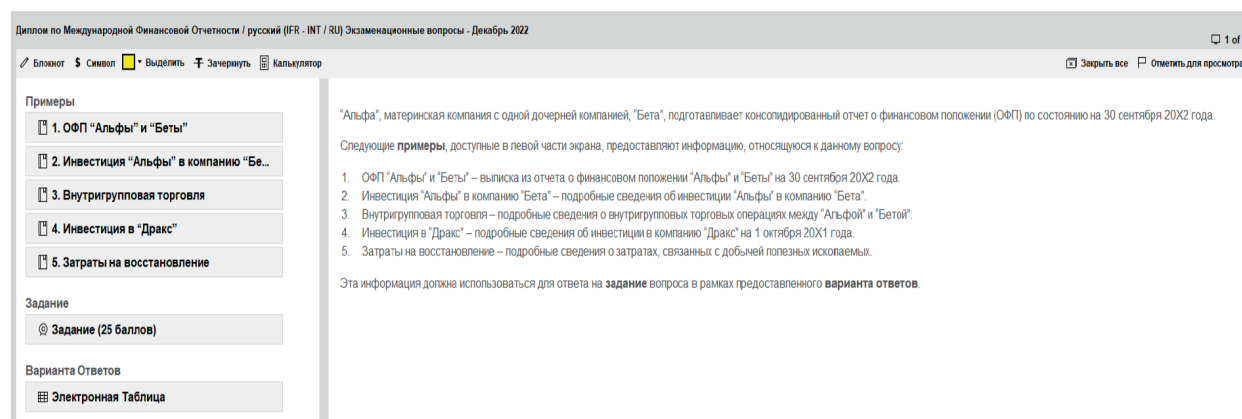 Диплом по Международной Финансовой Отчетности / русский (IFR - INT / RU) Экзаменационные вопросы - Декабрь 2022
1 of
Блокнот $ Символ Выделить Зачеркнуть Калькулятор
Закрыть все Отметить для просмотра
Примеры
1. ОФП “Альфы” и “Беты”
2. Инвестиция “Альфы” в компанию “Бе...
3. Внутригрупповая торговля
4. Инвестиция в “Дракс”
5. Затраты на восстановление
Задание
Задание (25 баллов)
Варианта Ответов
Электронная Таблица
“Альфа”, материнская компания с одной дочерней компанией, “Бета”, подготавливает консолидированный отчет о финансовом положении (ОФП) по состоянию на 30 сентября 20X2 года.
Следующие примеры, доступные в левой части экрана, предоставляют информацию, относящуюся к данному вопросу:
1. ОФП “Альфы” и “Беты” – выписка из отчета о финансовом положении “Альфы” и “Беты” на 30 сентября 20X2 года.
2. Инвестиция “Альфы” в компанию “Бета” – подробные сведения об инвестиции “Альфы” в компанию “Бета”.
3. Внутригрупповая торговля – подробные сведения о внутригрупповых торговых операциях между “Альфой” и “Бетой”.
4. Инвестиция в “Дракс” – подробные сведения об инвестиции в компанию “Дракс” на 1 октября 20X1 года.
5. Затраты на восстановление – подробные сведения о затратах, связанных с добычей полезных ископаемых.
Эта информация должна использоваться для ответа на задание вопроса в рамках предоставленного варианта ответов.